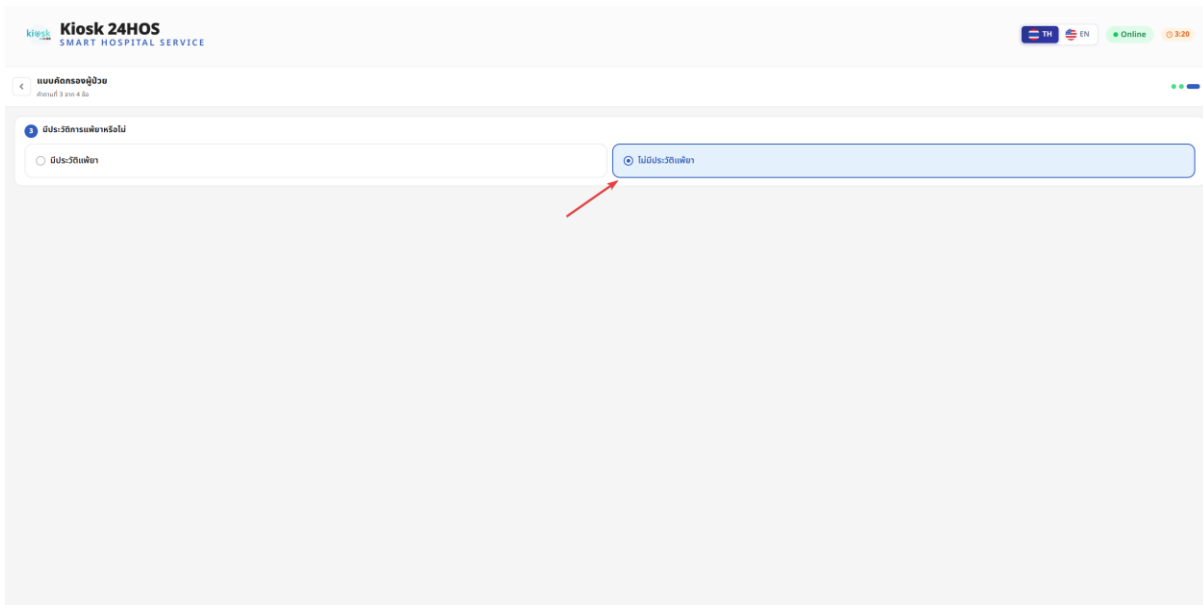 kiosk
Kiosk 24HOS
SMART HOSPITAL SERVICE
TH
EN
Online
3:20
แบบคัดกรองผู้ป่วย
คำถามที่ 3 จาก 4 ข้อ
3 มีประวัติการแพ้ยาหรือไม่
มีประวัติแพ้ยา
ไม่มีประวัติแพ้ยา